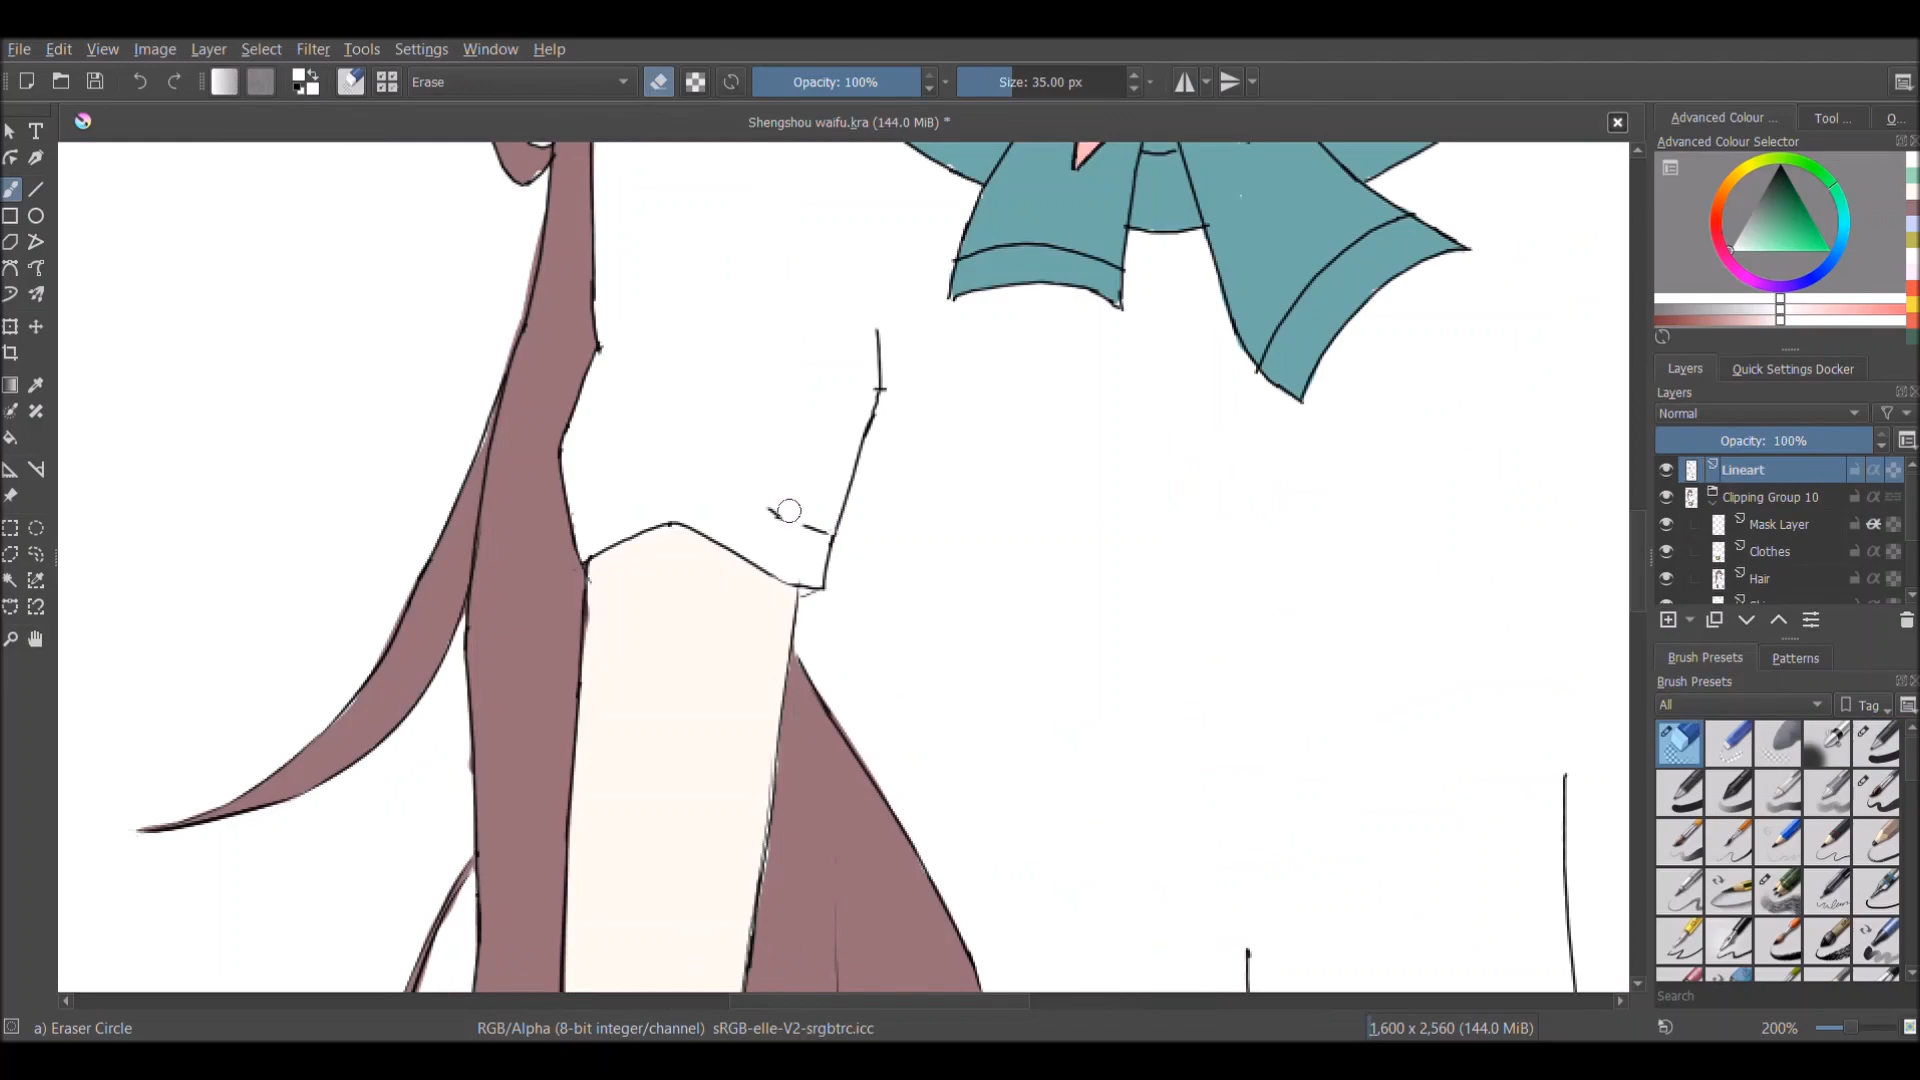 File Edit View Image Layer Select Filter Tools Settings Window Help
Erase Opacity: 100% Size: 35.00 px
Shengshou waifu.kra (144.0 MiB) *
Advanced Colour ... Tool ... O...
Advanced Colour Selector
Layers Quick Settings Docker
Layers
Normal
Opacity: 100%
Lineart
Clipping Group 10
Mask Layer
Clothes
Hair
Brush Presets Patterns
Brush Presets
All Tag
Search
a) Eraser Circle RGB/Alpha (8-bit integer/channel) sRGB-elle-V2-srgbtrc.icc 1,600 x 2,560 (144.0 MiB) 200%